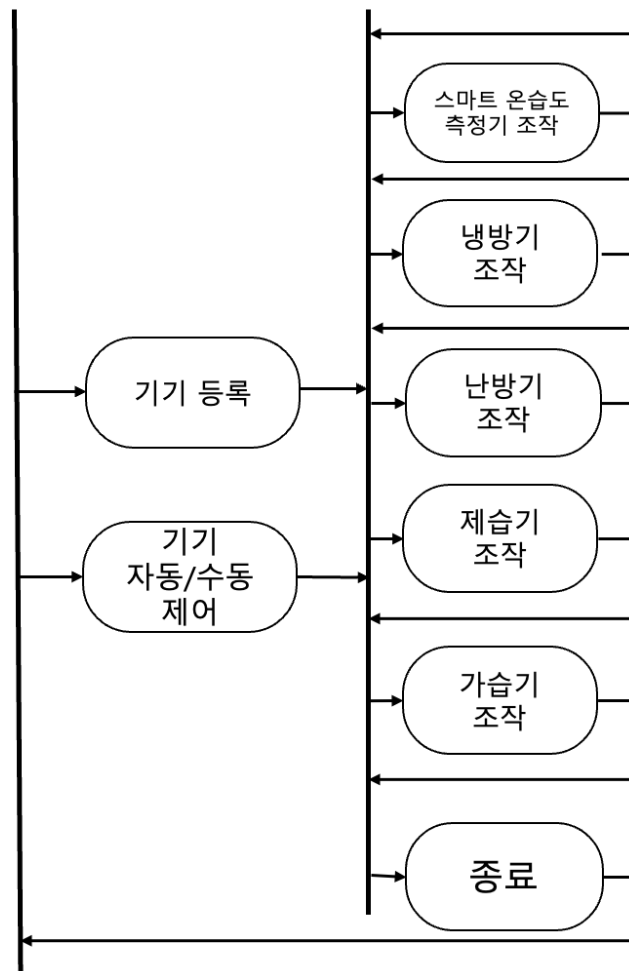 스마트 온습도
측정기 조작
냉방기
조작
기기 등록
난방기
조작
기기
자동/수동
제어
제습기
조작
가습기
조작
종료